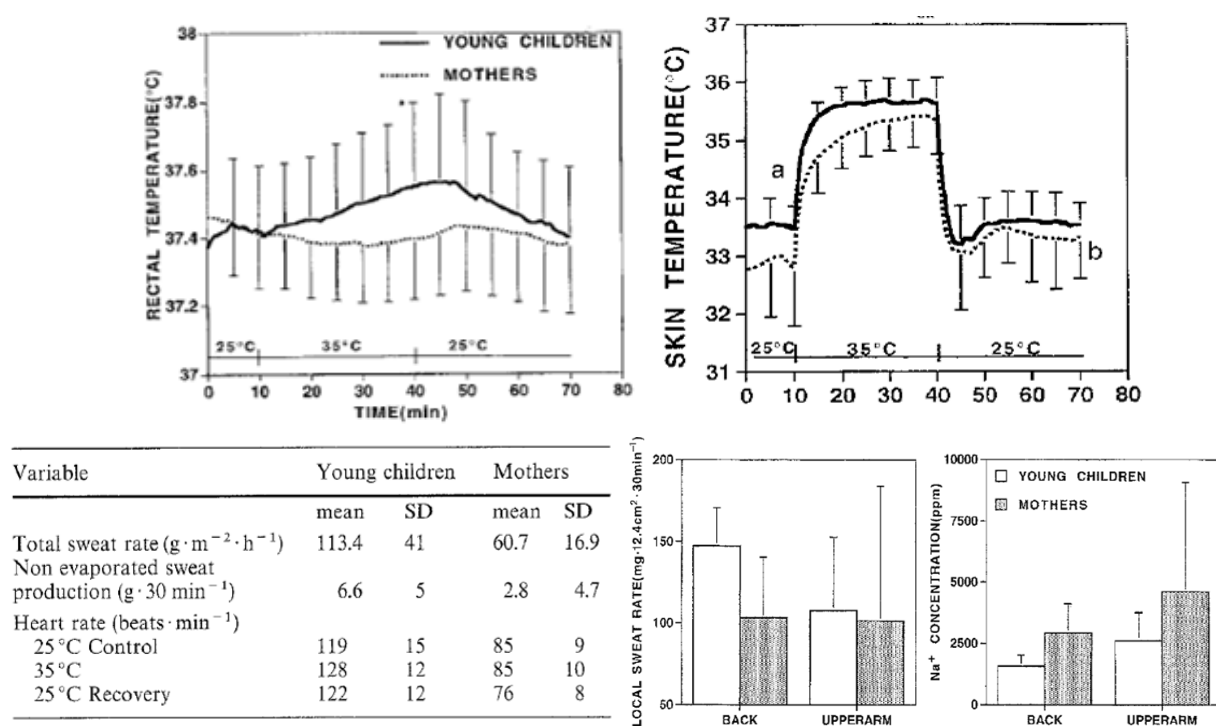 38
YOUNG CHILDREN
MOTHERS
RECTAL TEMPERATURE(°C)
37.8
37.6
37.4
37.2
37
25°C 35°C 25°C
0 10 20 30 40 50 60 70 80
TIME(min)
37
36
35
34
33
32
31
SKIN TEMPERATURE(°C)
a
b
25°C 35°C 25°C
0 10 20 30 40 50 60 70 80
Variable Young children Mothers
mean SD mean SD
Total sweat rate (g·m⁻²·h⁻¹) 113.4 41 60.7 16.9
Non evaporated sweat
production (g·30 min⁻¹) 6.6 5 2.8 4.7
Heart rate (beats·min⁻¹)
25°C Control 119 15 85 9
35°C 128 12 85 10
25°C Recovery 122 12 76 8
LOCAL SWEAT RATE(mg·12.4cm²·30min⁻¹)
200
150
100
50
BACK UPPERARM
Na⁺ CONCENTRATION(ppm)
10000
7500
5000
2500
0
YOUNG CHILDREN
MOTHERS
BACK UPPERARM